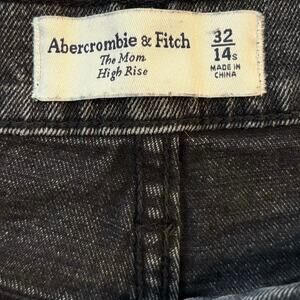 Abercrombie & Fitch
The Mom
High Rise
32
14s
MADE IN
CHINA